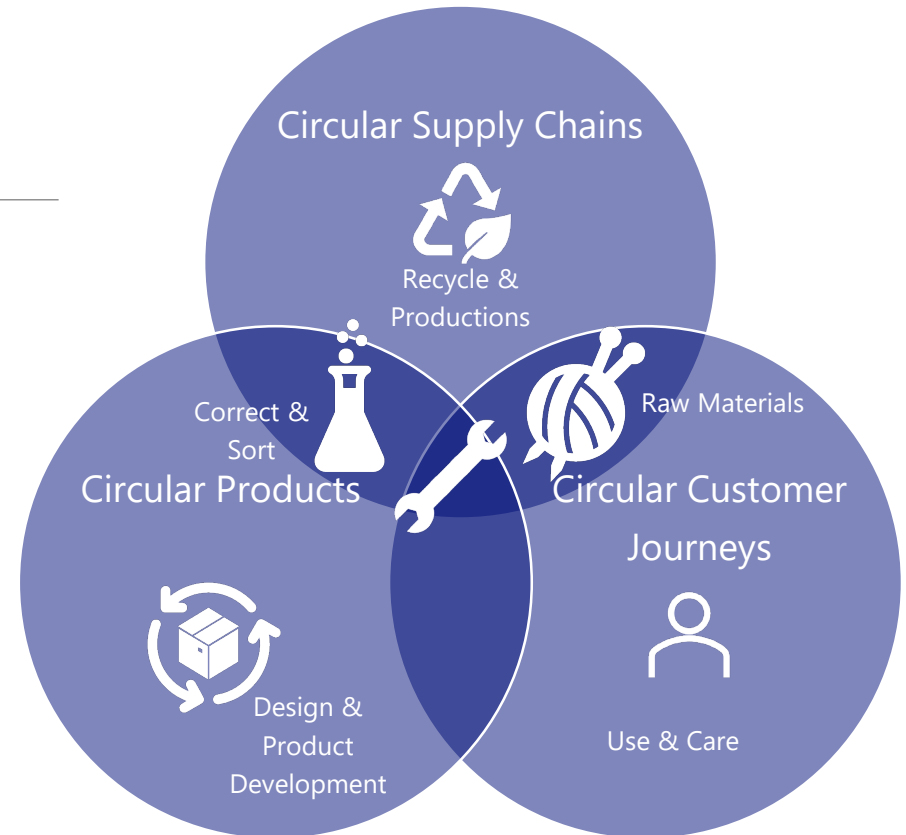 Circular Supply Chains
Recycle &
Productions
Correct &
Sort
Raw Materials
Circular Products
Circular Customer
Journeys
Design &
Product
Development
Use & Care